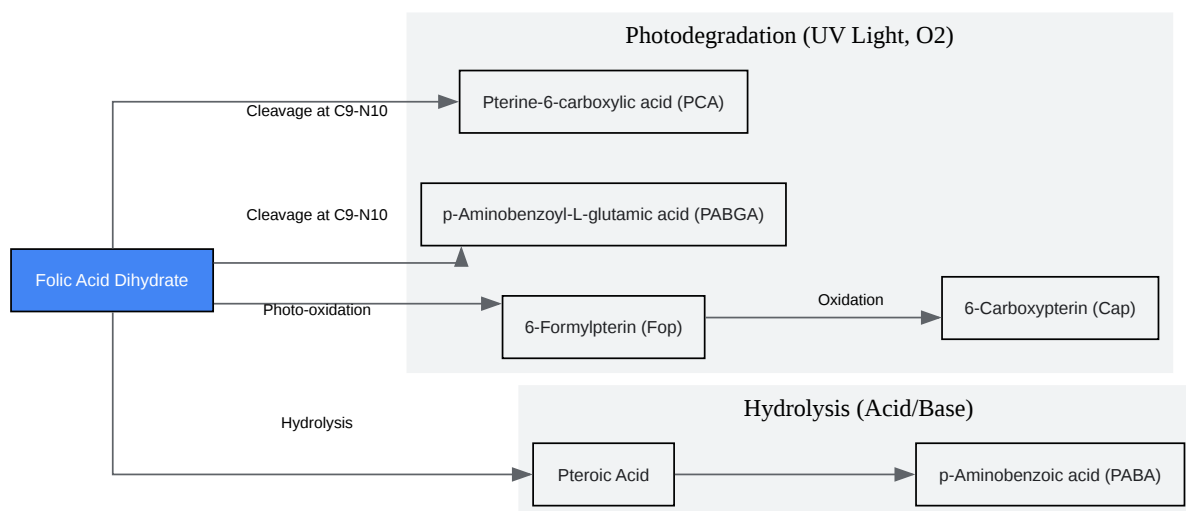 Photodegradation (UV Light, O2)
Pterine-6-carboxylic acid (PCA)
Cleavage at C9-N10
Cleavage at C9-N10
p-Aminobenzoyl-L-glutamic acid (PABGA)
Folic Acid Dihydrate
Photo-oxidation
6-Formylpterin (Fop)
Oxidation
6-Carboxypterin (Cap)
Hydrolysis (Acid/Base)
Hydrolysis
Pteroic Acid
p-Aminobenzoic acid (PABA)